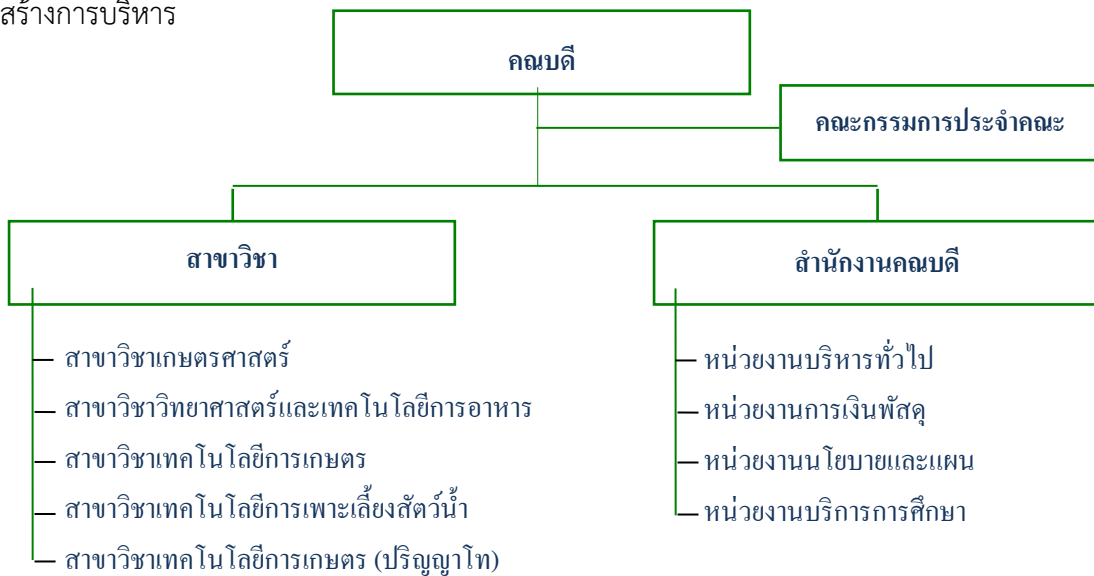 สร้างการบริหาร
คณบดี
คณะกรรมการประจำคณะ
สาขาวิชา
สาขาวิชาเกษตรศาสตร์
สาขาวิชาวิทยาศาสตร์และเทคโนโลยีการอาหาร
สาขาวิชาเทคโนโลยีการเกษตร
สาขาวิชาเทคโนโลยีการเพาะเลี้ยงสัตว์น้ำ
สาขาวิชาเทคโนโลยีการเกษตร (ปริญญาโท)
สำนักงานคณบดี
หน่วยงานบริหารทั่วไป
หน่วยงานการเงินพัสดุ
หน่วยงานนโยบายและแผน
หน่วยงานบริการการศึกษา